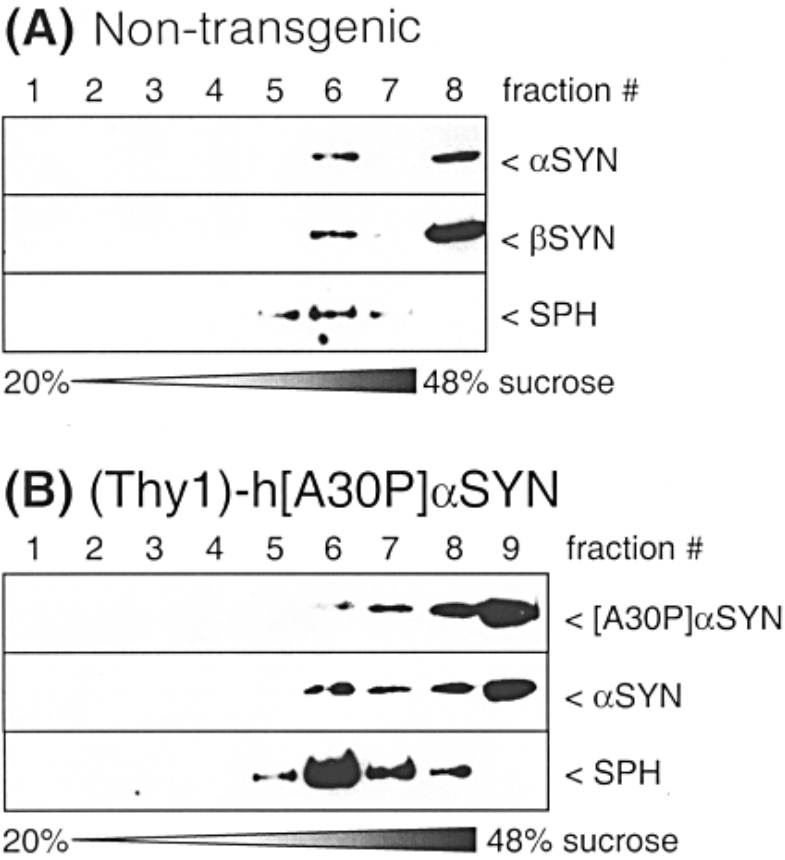 (A) Non-transgenic
1 2 3 4 5 6 7 8 fraction #
< αSYN
< βSYN
< SPH
20% 48% sucrose
(B) (Thy1)-h[A30P]αSYN
1 2 3 4 5 6 7 8 9 fraction #
< [A30P]αSYN
< αSYN
< SPH
20% 48% sucrose